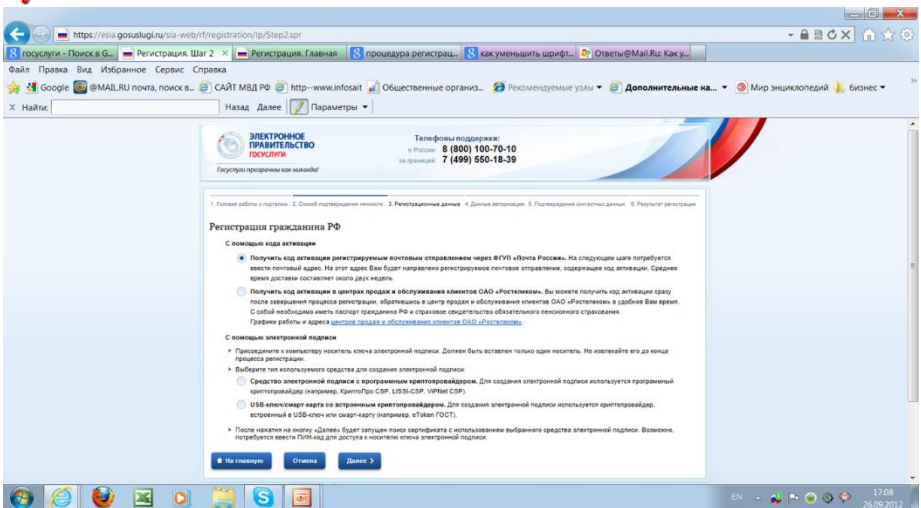 https://esia.gosuslugi.ru/sia-web/rf/registration/lp/Step2.spr
госуслуги - Поиск в G... Регистрация. Шаг 2 Регистрация. Главная процедура регистрац... как уменьшить шрифт... Ответы@Mail.Ru: Как у...
Файл Правка Вид Избранное Сервис Справка
Google @MAIL.RU почта, поиск в... САЙТ МВД РФ http--www.infosait Общественные организ... Рекомендуемые узлы Дополнительные на... Мир энциклопедий бизнес
X Найти: Назад Далее Параметры
ЭЛЕКТРОННОЕ
ПРАВИТЕЛЬСТВО
ГОСУСЛУГИ
Госуслуги прозрачны как никогда!
Телефоны поддержки:
в России: 8 (800) 100-70-10
за границей: 7 (499) 550-18-39
1. Условия работы с порталом 2. Способ подтверждения личности 3. Регистрационные данные 4. Данные авторизации 5. Подтверждение контактных данных 6. Результат регистрации
Регистрация гражданина РФ
С помощью кода активации
Получить код активации регистрируемым почтовым отправлением через ФГУП «Почта России». На следующем шаге потребуется
ввести почтовый адрес. На этот адрес Вам будет направлено регистрируемое почтовое отправление, содержащее код активации. Среднее
время доставки составляет около двух недель.
Получить код активации в центрах продаж и обслуживания клиентов ОАО «Ростелеком». Вы можете получить код активации сразу
после завершения процесса регистрации, обратившись в центр продаж и обслуживания клиентов ОАО «Ростелеком» в удобное Вам время.
С собой необходимо иметь паспорт гражданина РФ и страховое свидетельство обязательного пенсионного страхования.
Графики работы и адреса центров продаж и обслуживания клиентов ОАО «Ростелеком».
С помощью электронной подписи
Присоедините к компьютеру носитель ключа электронной подписи. Должен быть вставлен только один носитель. Не извлекайте его до конца
процесса регистрации.
Выберите тип используемого средства для создания электронной подписи:
Средство электронной подписи с программным криптопровайдером. Для создания электронной подписи используется программный
криптопровайдер (например, КриптоПро CSP, LISSI-CSP, ViPNet CSP).
USB-ключ/смарт-карта со встроенным криптопровайдером. Для создания электронной подписи используется криптопровайдер,
встроенный в USB-ключ или смарт-карту (например, eToken ГОСТ).
После нажатия на кнопку «Далее» будет запущен поиск сертификата с использованием выбранного средства электронной подписи. Возможно,
потребуется ввести ПИН-код для доступа к носителю ключа электронной подписи.
На главную Отмена Далее
EN 17:08
26.09.2012